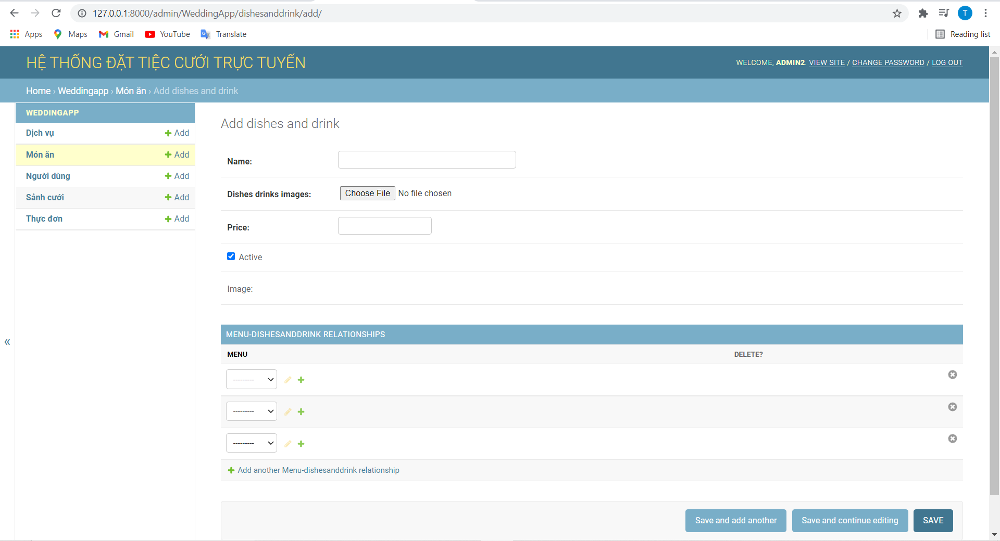 127.0.0.1:8000/admin/WeddingApp/dishesanddrink/add/
T
Apps Maps Gmail YouTube Translate Reading list
HỆ THỐNG ĐẶT TIỆC CƯỚI TRỰC TUYẾN
WELCOME, ADMIN2. VIEW SITE / CHANGE PASSWORD / LOG OUT
Home › Weddingapp › Món ăn › Add dishes and drink
WEDDINGAPP
Dịch vụ Add
Món ăn Add
Người dùng Add
Sảnh cưới Add
Thực đơn Add
«
Add dishes and drink
Name:
Dishes drinks images: Choose File No file chosen
Price:
Active
Image:
MENU-DISHESANDDRINK RELATIONSHIPS
MENU DELETE?
---------
---------
---------
Add another Menu-dishesanddrink relationship
Save and add another Save and continue editing SAVE